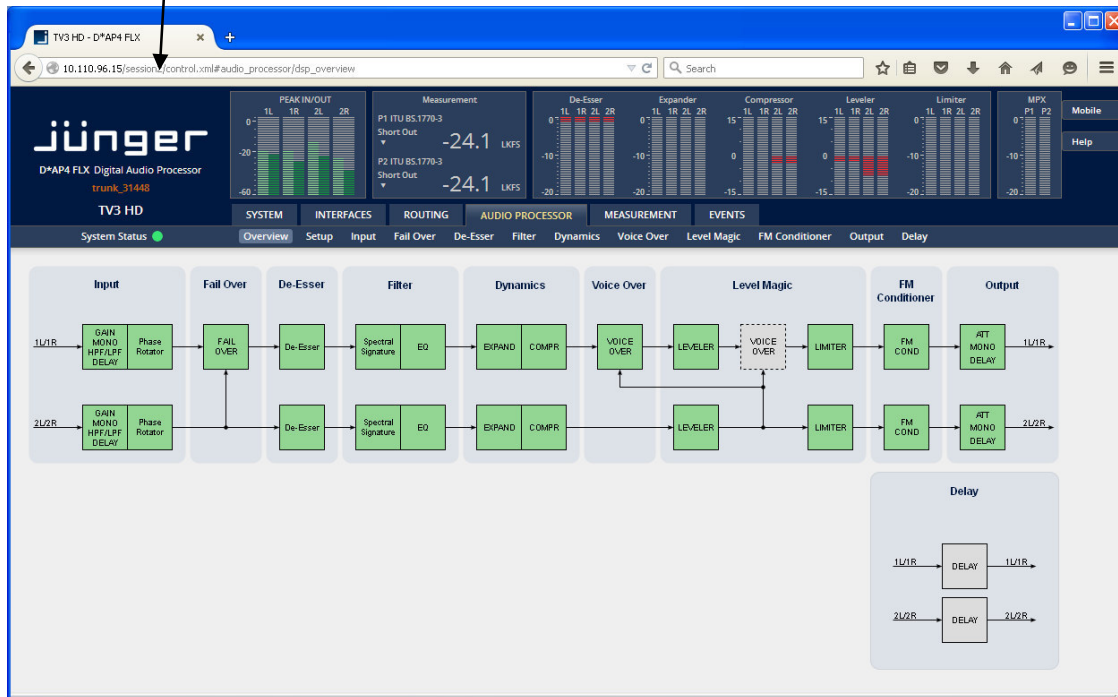 TV3 HD - D*AP4 FLX
10.110.96.15/session2/control.xml#audio_processor/dsp_overview
Search
jünger
D*AP4 FLX Digital Audio Processor
trunk_31448
TV3 HD
System Status
PEAK IN/OUT
1L 1R 2L 2R
0
-20
-60
Measurement
P1 ITU BS.1770-3
Short Out
-24.1 LKFS
P2 ITU BS.1770-3
Short Out
-24.1 LKFS
De-Esser
1L 1R 2L 2R
0
-10
-20
Expander
1L 1R 2L 2R
0
-10
-20
Compressor
1L 1R 2L 2R
15
0
-15
Leveler
1L 1R 2L 2R
15
0
-15
Limiter
1L 1R 2L 2R
0
-10
-20
MPX
P1 P2
0
-10
-20
Mobile
Help
SYSTEM INTERFACES ROUTING AUDIO PROCESSOR MEASUREMENT EVENTS
Overview Setup Input Fail Over De-Esser Filter Dynamics Voice Over Level Magic FM Conditioner Output Delay
Input
Fail Over
De-Esser
Filter
Dynamics
Voice Over
Level Magic
FM
Conditioner
Output
1L/1R
GAIN
MONO
HPF/LPF
DELAY
Phase
Rotator
FAIL
OVER
De-Esser
Spectral
Signature
EQ
EXPAND
COMPR
VOICE
OVER
LEVELER
VOICE
OVER
LIMITER
FM
COND
ATT
MONO
DELAY
1L/1R
2L/2R
GAIN
MONO
HPF/LPF
DELAY
Phase
Rotator
De-Esser
Spectral
Signature
EQ
EXPAND
COMPR
LEVELER
LIMITER
FM
COND
ATT
MONO
DELAY
2L/2R
Delay
1L/1R
DELAY
1L/1R
2L/2R
DELAY
2L/2R